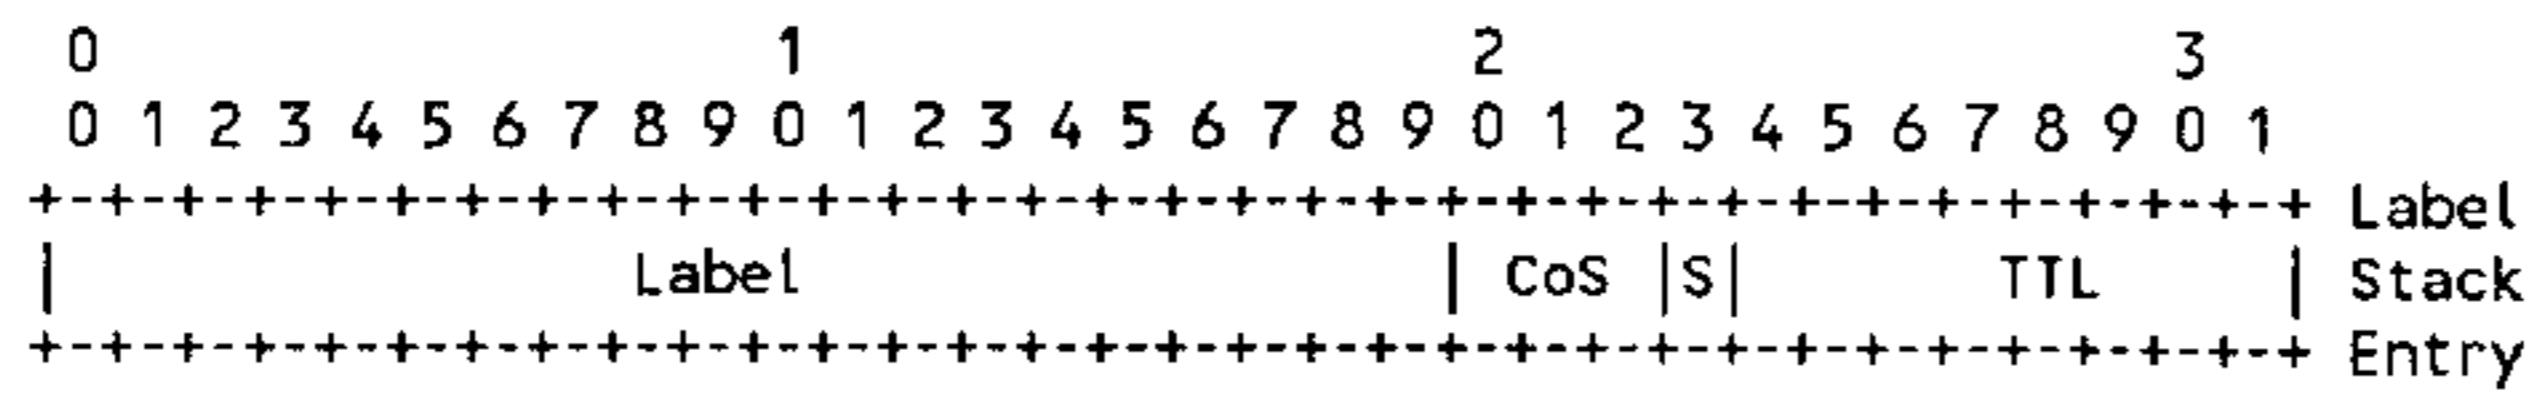 0 1 2 3
0 1 2 3 4 5 6 7 8 9 0 1 2 3 4 5 6 7 8 9 0 1 2 3 4 5 6 7 8 9 0 1
+-+-+-+-+-+-+-+-+-+-+-+-+-+-+-+-+-+-+-+-+-+-+-+-+-+-+-+-+-+-+-+-+ Label
| Label | CoS |S| TTL | Stack
+-+-+-+-+-+-+-+-+-+-+-+-+-+-+-+-+-+-+-+-+-+-+-+-+-+-+-+-+-+-+-+-+ Entry